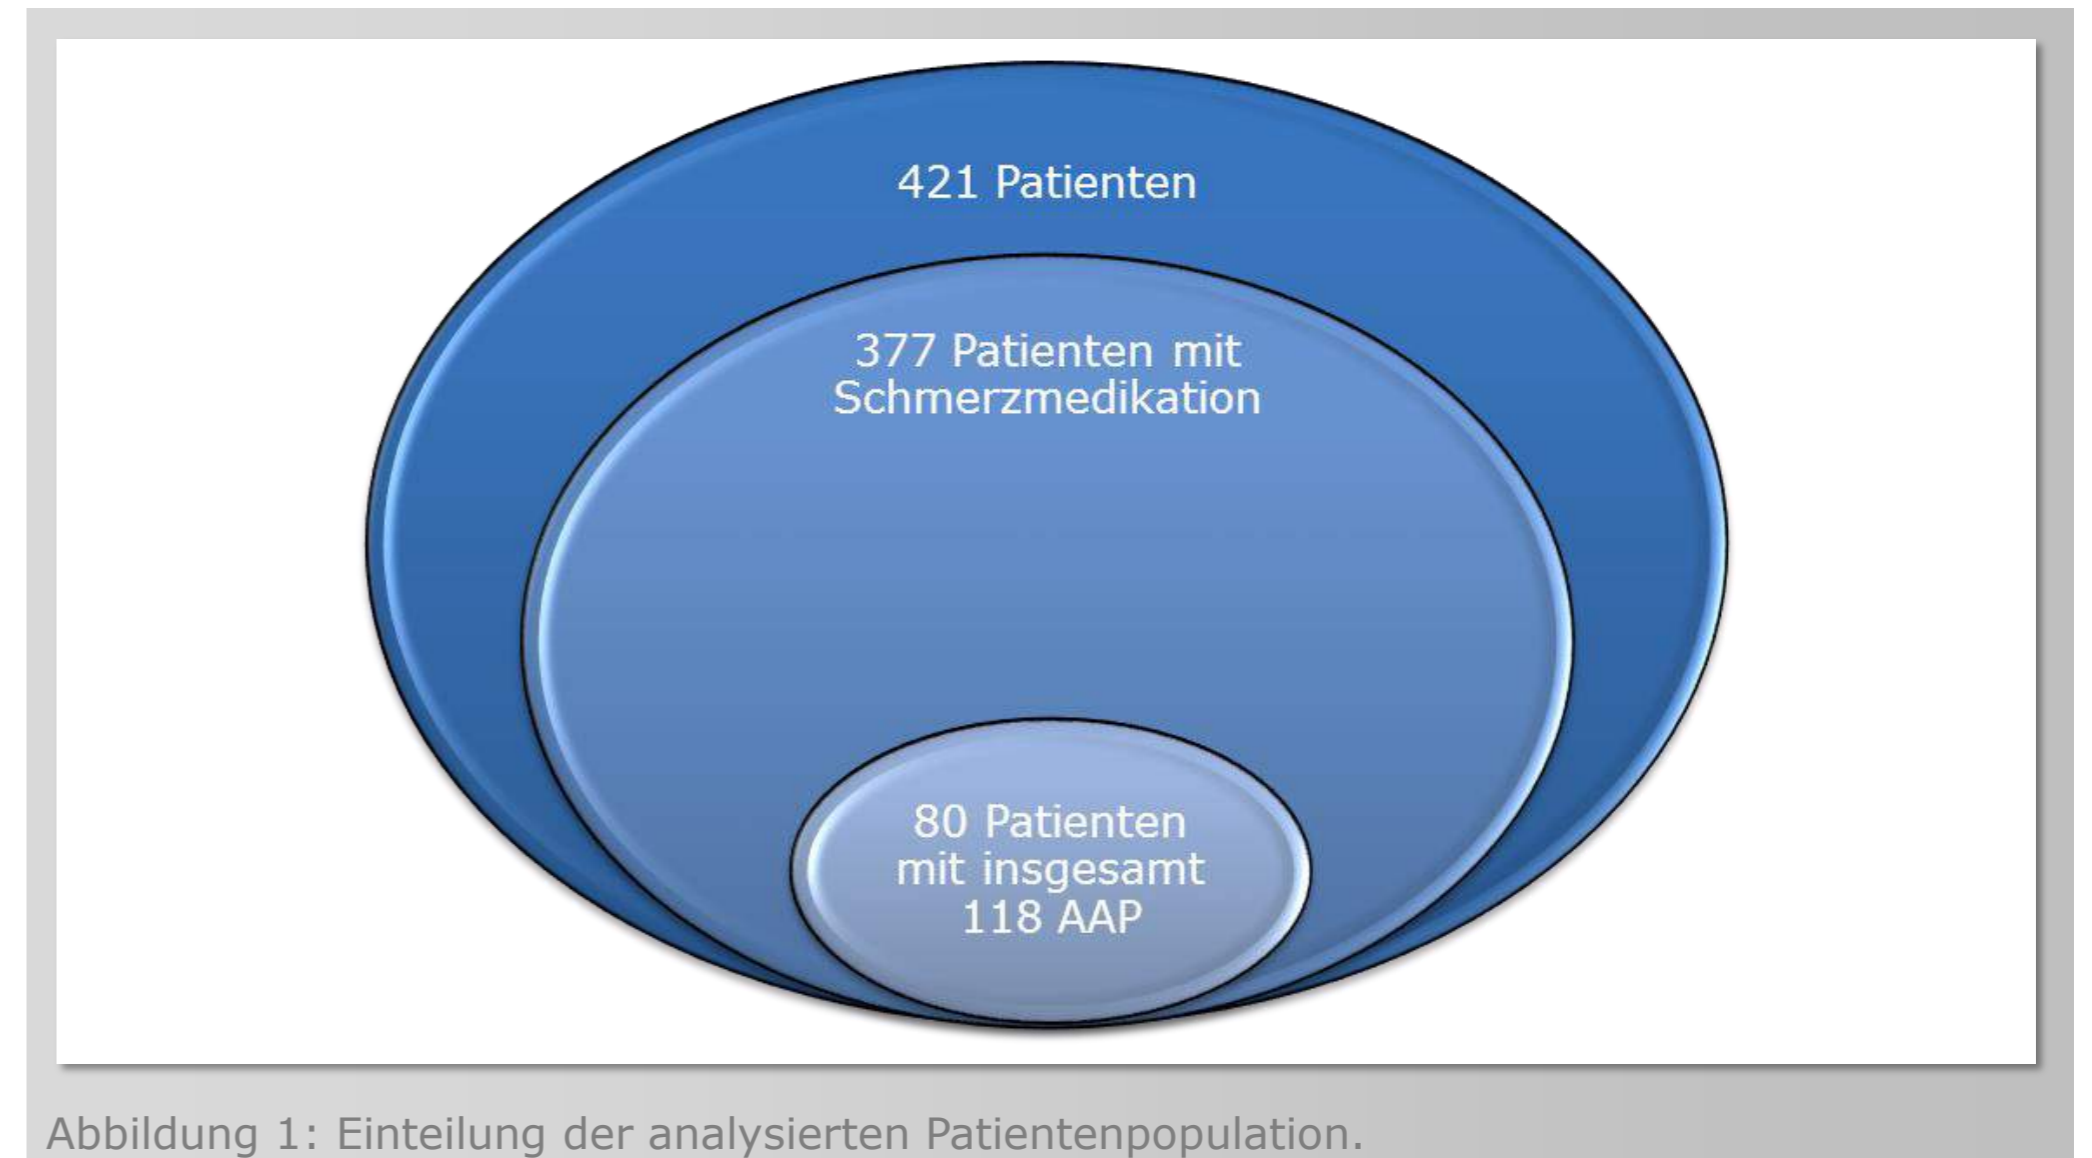 421 Patienten
377 Patienten mit
Schmerzmedikation
80 Patienten
mit insgesamt
118 AAP
Abbildung 1: Einteilung der analysierten Patientenpopulation.